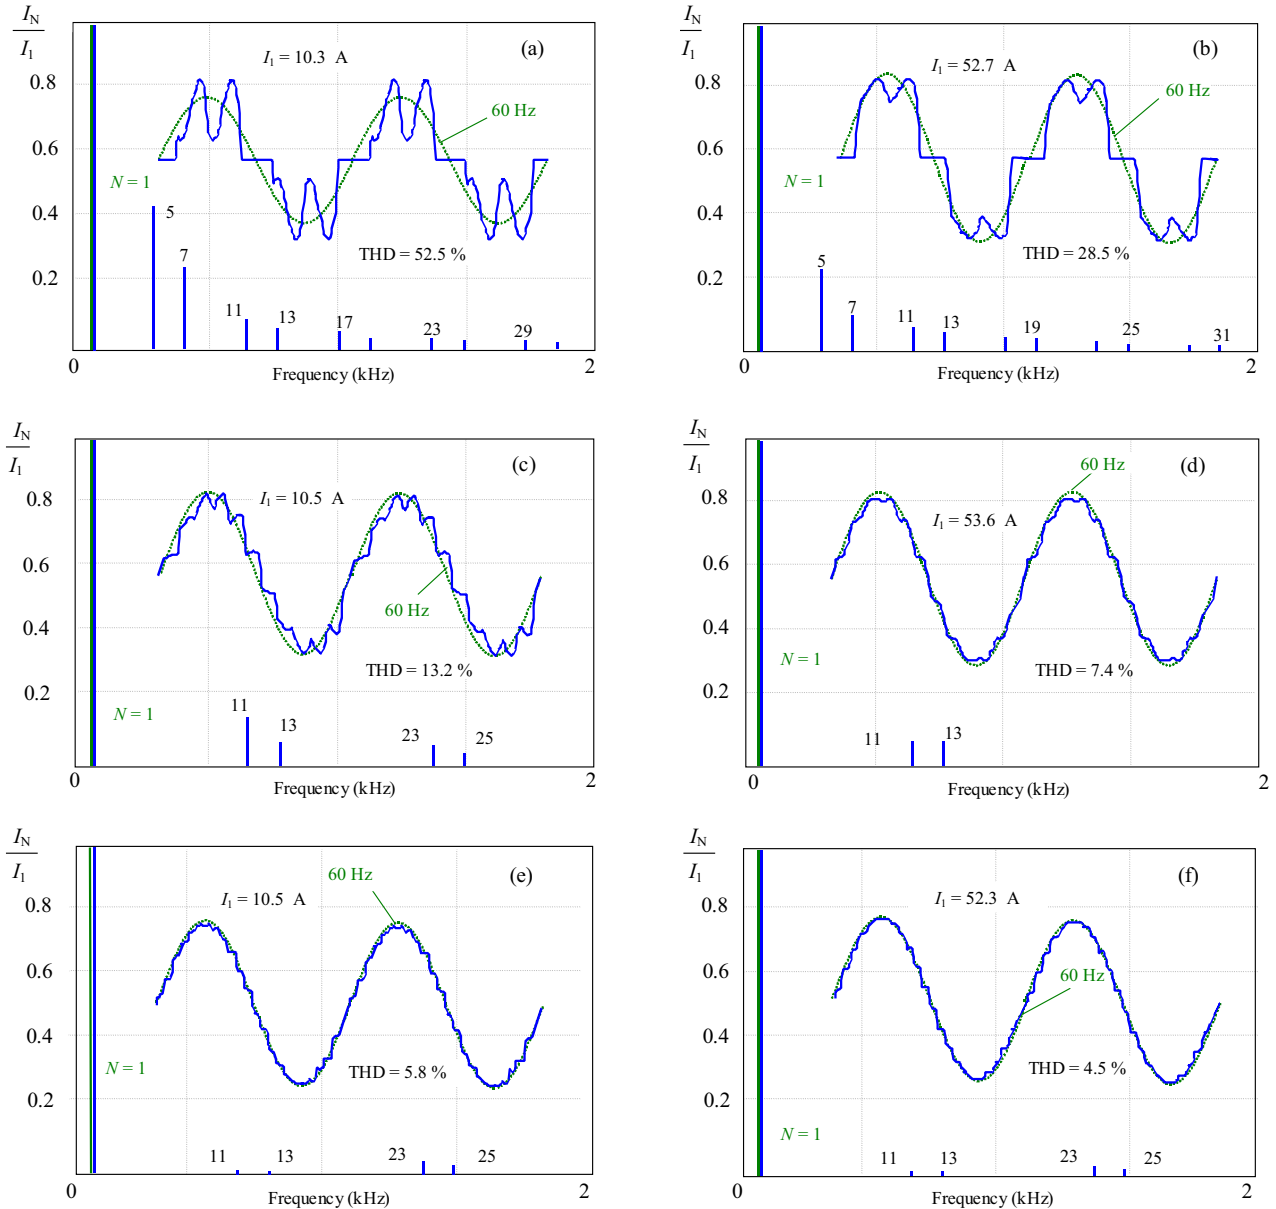 I_N
I_1
(a)
I_1 = 10.3 A
0.8
60 Hz
0.6
N = 1
5
0.4
THD = 52.5 %
7
0.2
11
13
17
23
29
0
Frequency (kHz)
2
I_N
I_1
(b)
I_1 = 52.7 A
0.8
60 Hz
0.6
N = 1
0.4
THD = 28.5 %
5
0.2
7
11
13
19
25
31
0
Frequency (kHz)
2
I_N
I_1
(c)
I_1 = 10.5 A
0.8
0.6
60 Hz
0.4
THD = 13.2 %
0.2
N = 1
11
13
23
25
0
Frequency (kHz)
2
I_N
I_1
60 Hz
(d)
0.8
I_1 = 53.6 A
0.6
0.4
N = 1
THD = 7.4 %
0.2
11
13
0
Frequency (kHz)
2
I_N
I_1
60 Hz
(e)
I_1 = 10.5 A
0.8
0.6
0.4
N = 1
THD = 5.8 %
0.2
11
13
23
25
0
Frequency (kHz)
2
I_N
I_1
(f)
I_1 = 52.3 A
0.8
0.6
60 Hz
0.4
THD = 4.5 %
0.2
N = 1
11
13
23
25
0
Frequency (kHz)
2